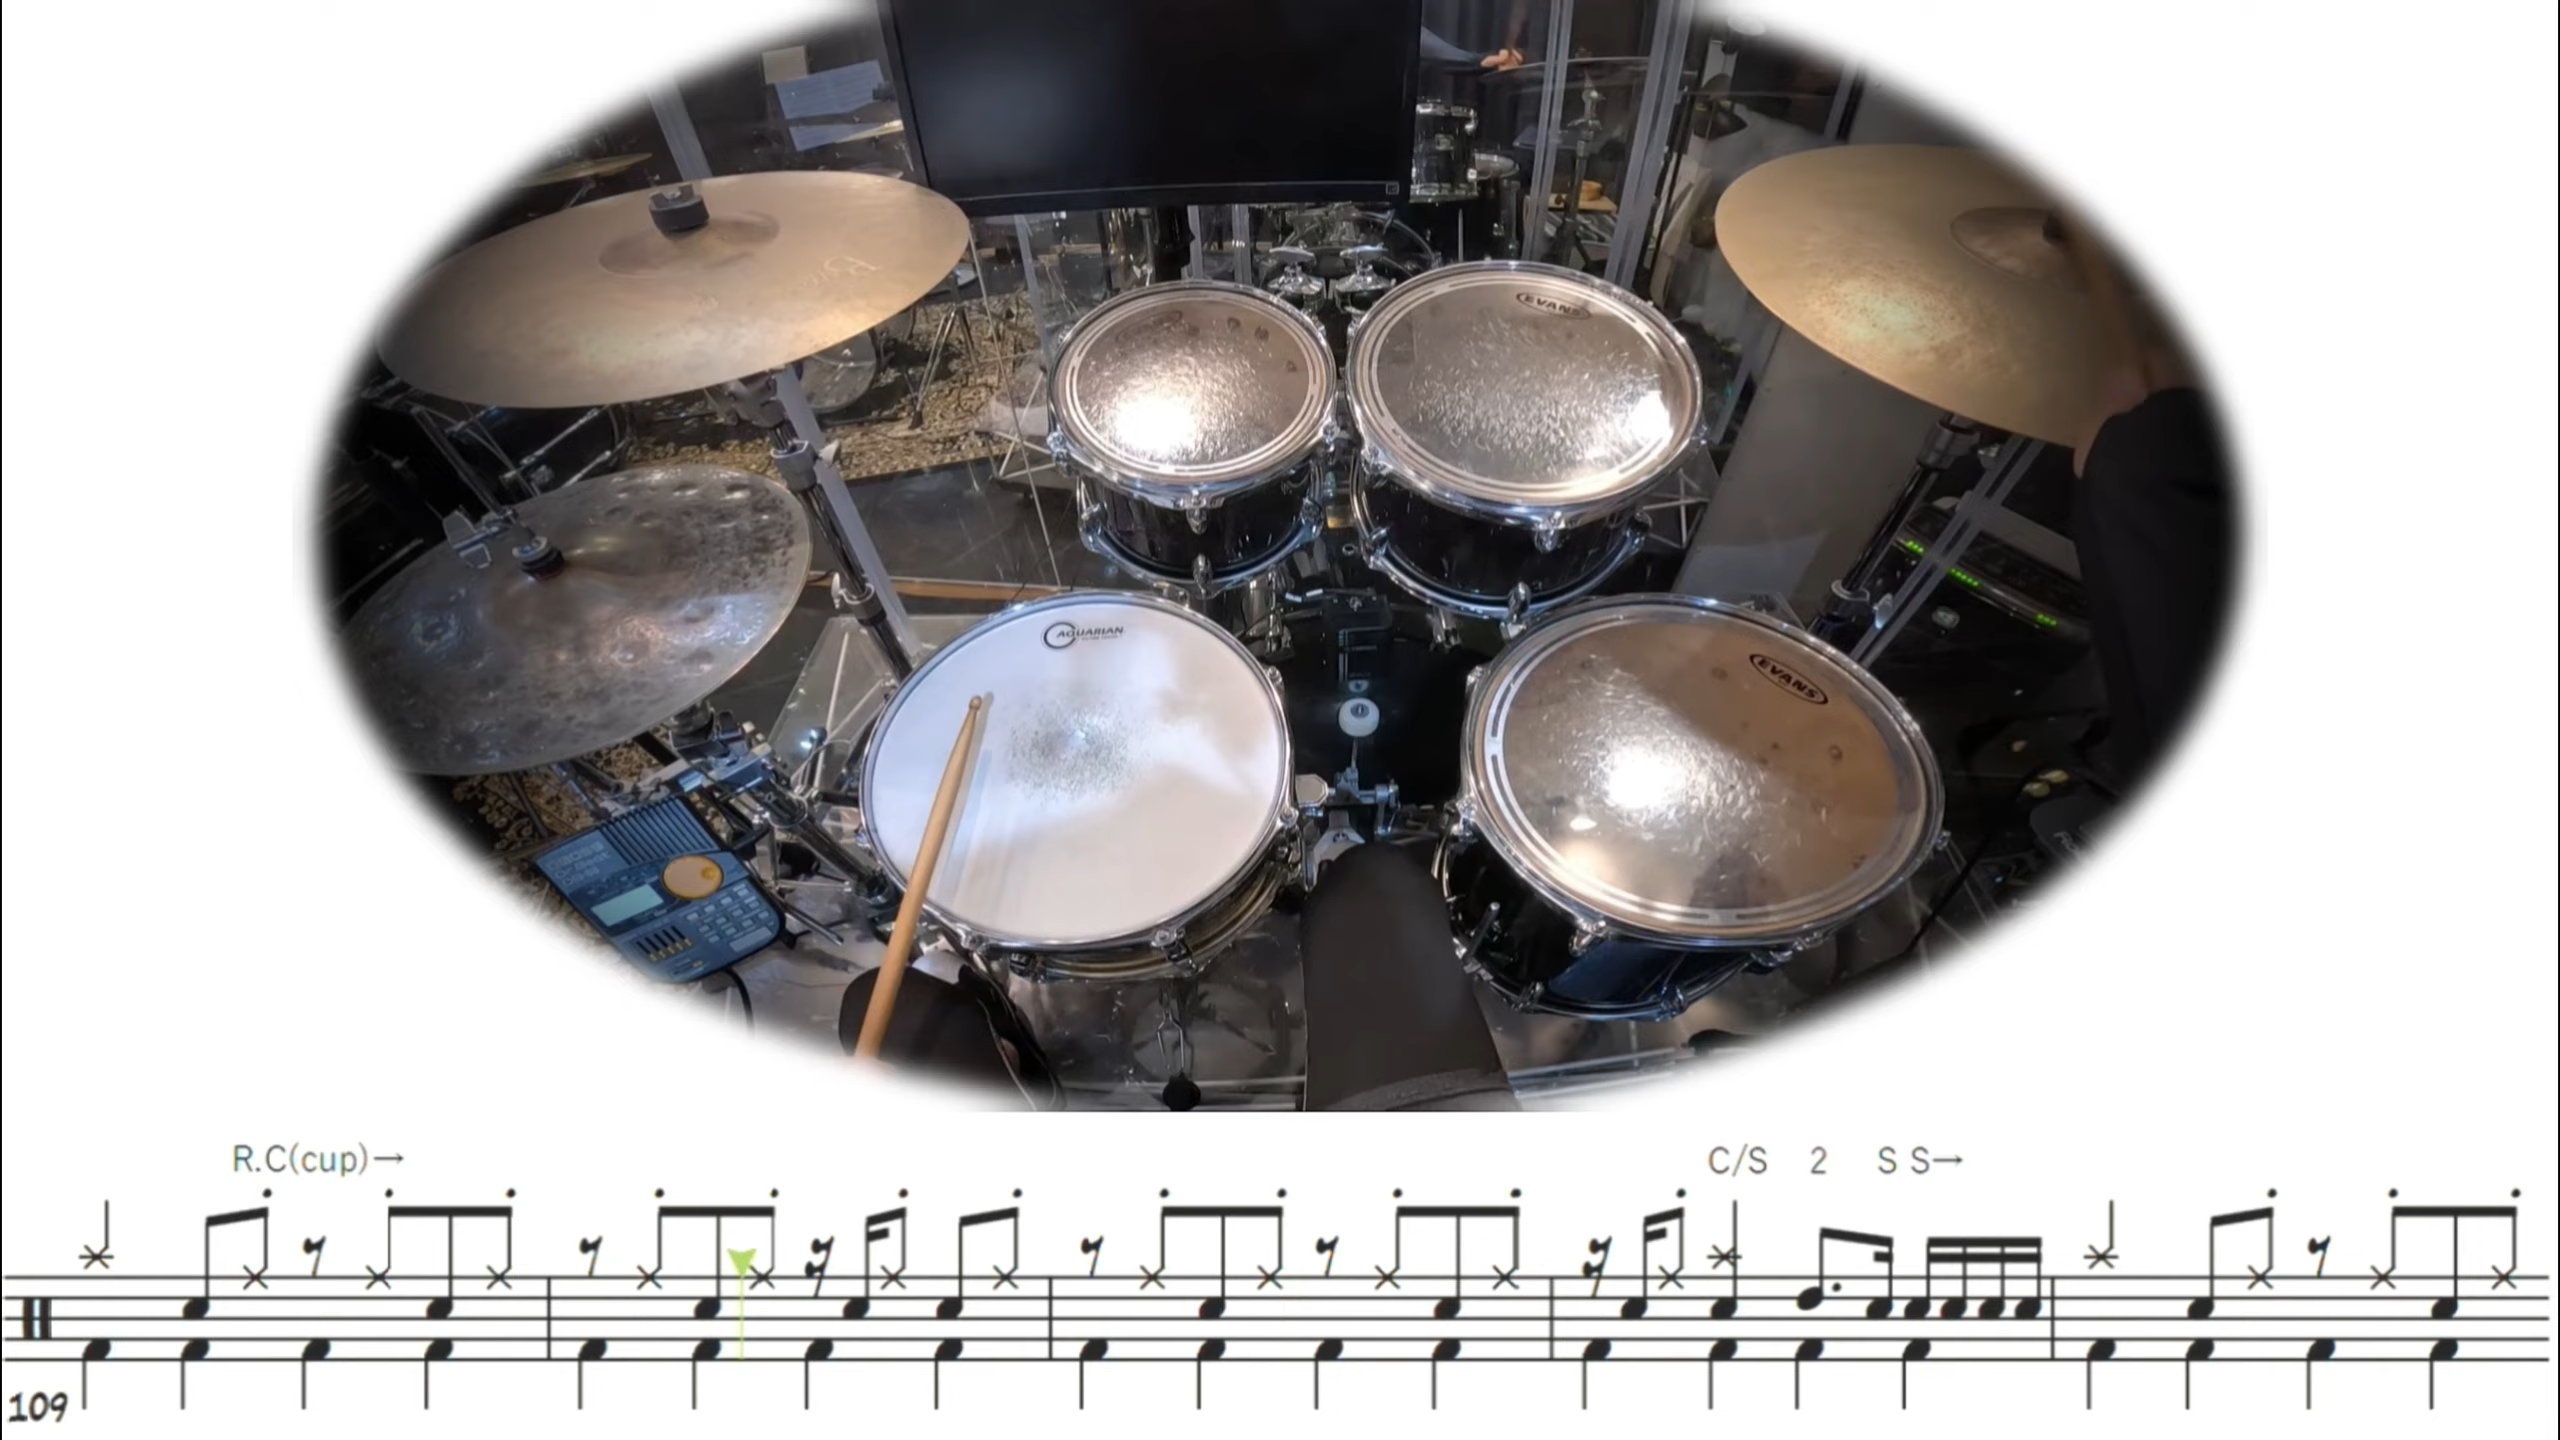 EVANS
AQUARIAN
EVANS
R.C(cup)→
C/S 2 S S→
109